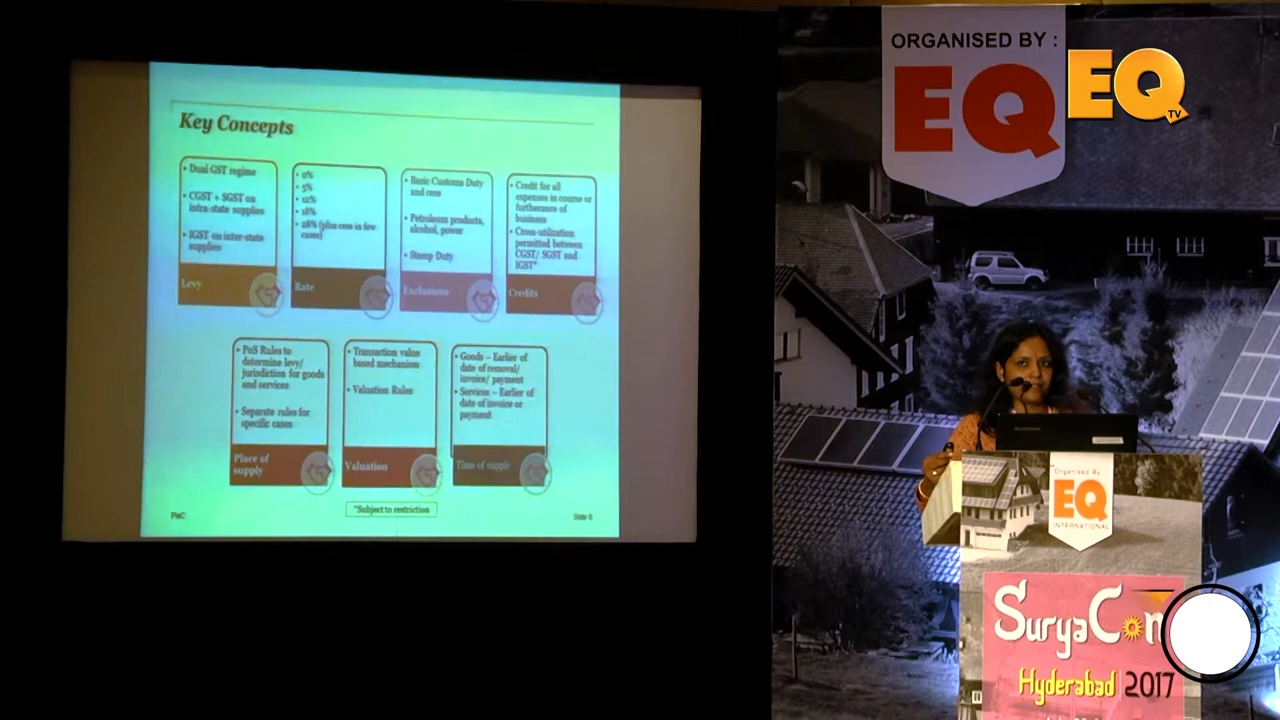 Key Concepts
• Dual GST regime
• CGST + SGST on
intra-state supplies
• IGST on inter-state
supplies
Levy
• 0%
• 5%
• 12%
• 18%
• 28% (plus cess in few
cases)
Rate
• Basic Customs Duty
and cess
• Petroleum products,
alcohol, power
• Stamp Duty
Exclusions
• Credit for all
expenses in course or
furtherance of
business
• Cross-utilization
permitted between
CGST/ SGST and
IGST*
Credits
• PoS Rules to
determine levy/
jurisdiction for goods
and services
• Separate rules for
specific cases
Place of
supply
• Transaction value
based mechanism
• Valuation Rules
Valuation
• Goods – Earlier of
date of removal/
invoice/ payment
• Services – Earlier of
date of invoice or
payment
Time of supply
*Subject to restriction
PwC
Slide 5
ORGANISED BY :
EQ
EQ
TV
Organised By
EQ
INTERNATIONAL
SuryaCon
Hyderabad 2017